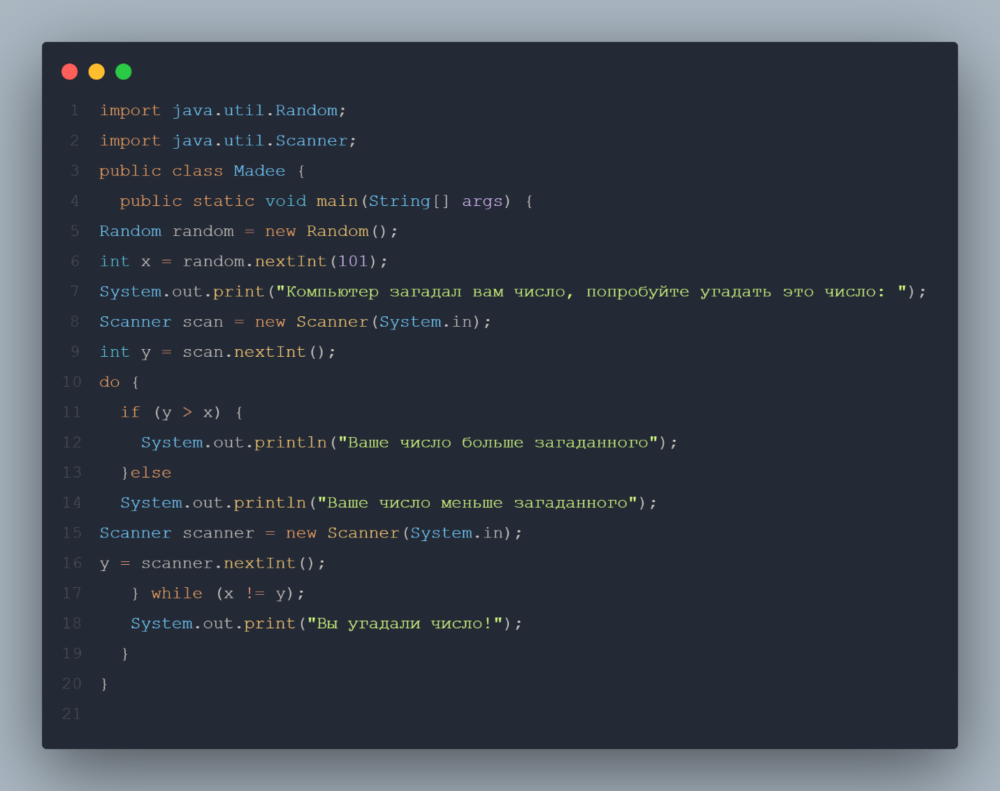 1 import java.util.Random;
2 import java.util.Scanner;
3 public class Madee {
4   public static void main(String[] args) {
5 Random random = new Random();
6 int x = random.nextInt(101);
7 System.out.print("Компьютер загадал вам число, попробуйте угадать это число: ");
8 Scanner scan = new Scanner(System.in);
9 int y = scan.nextInt();
10 do {
11   if (y > x) {
12     System.out.println("Ваше число больше загаданного");
13   }else
14   System.out.println("Ваше число меньше загаданного");
15 Scanner scanner = new Scanner(System.in);
16 y = scanner.nextInt();
17    } while (x != y);
18    System.out.print("Вы угадали число!");
19   }
20 }
21